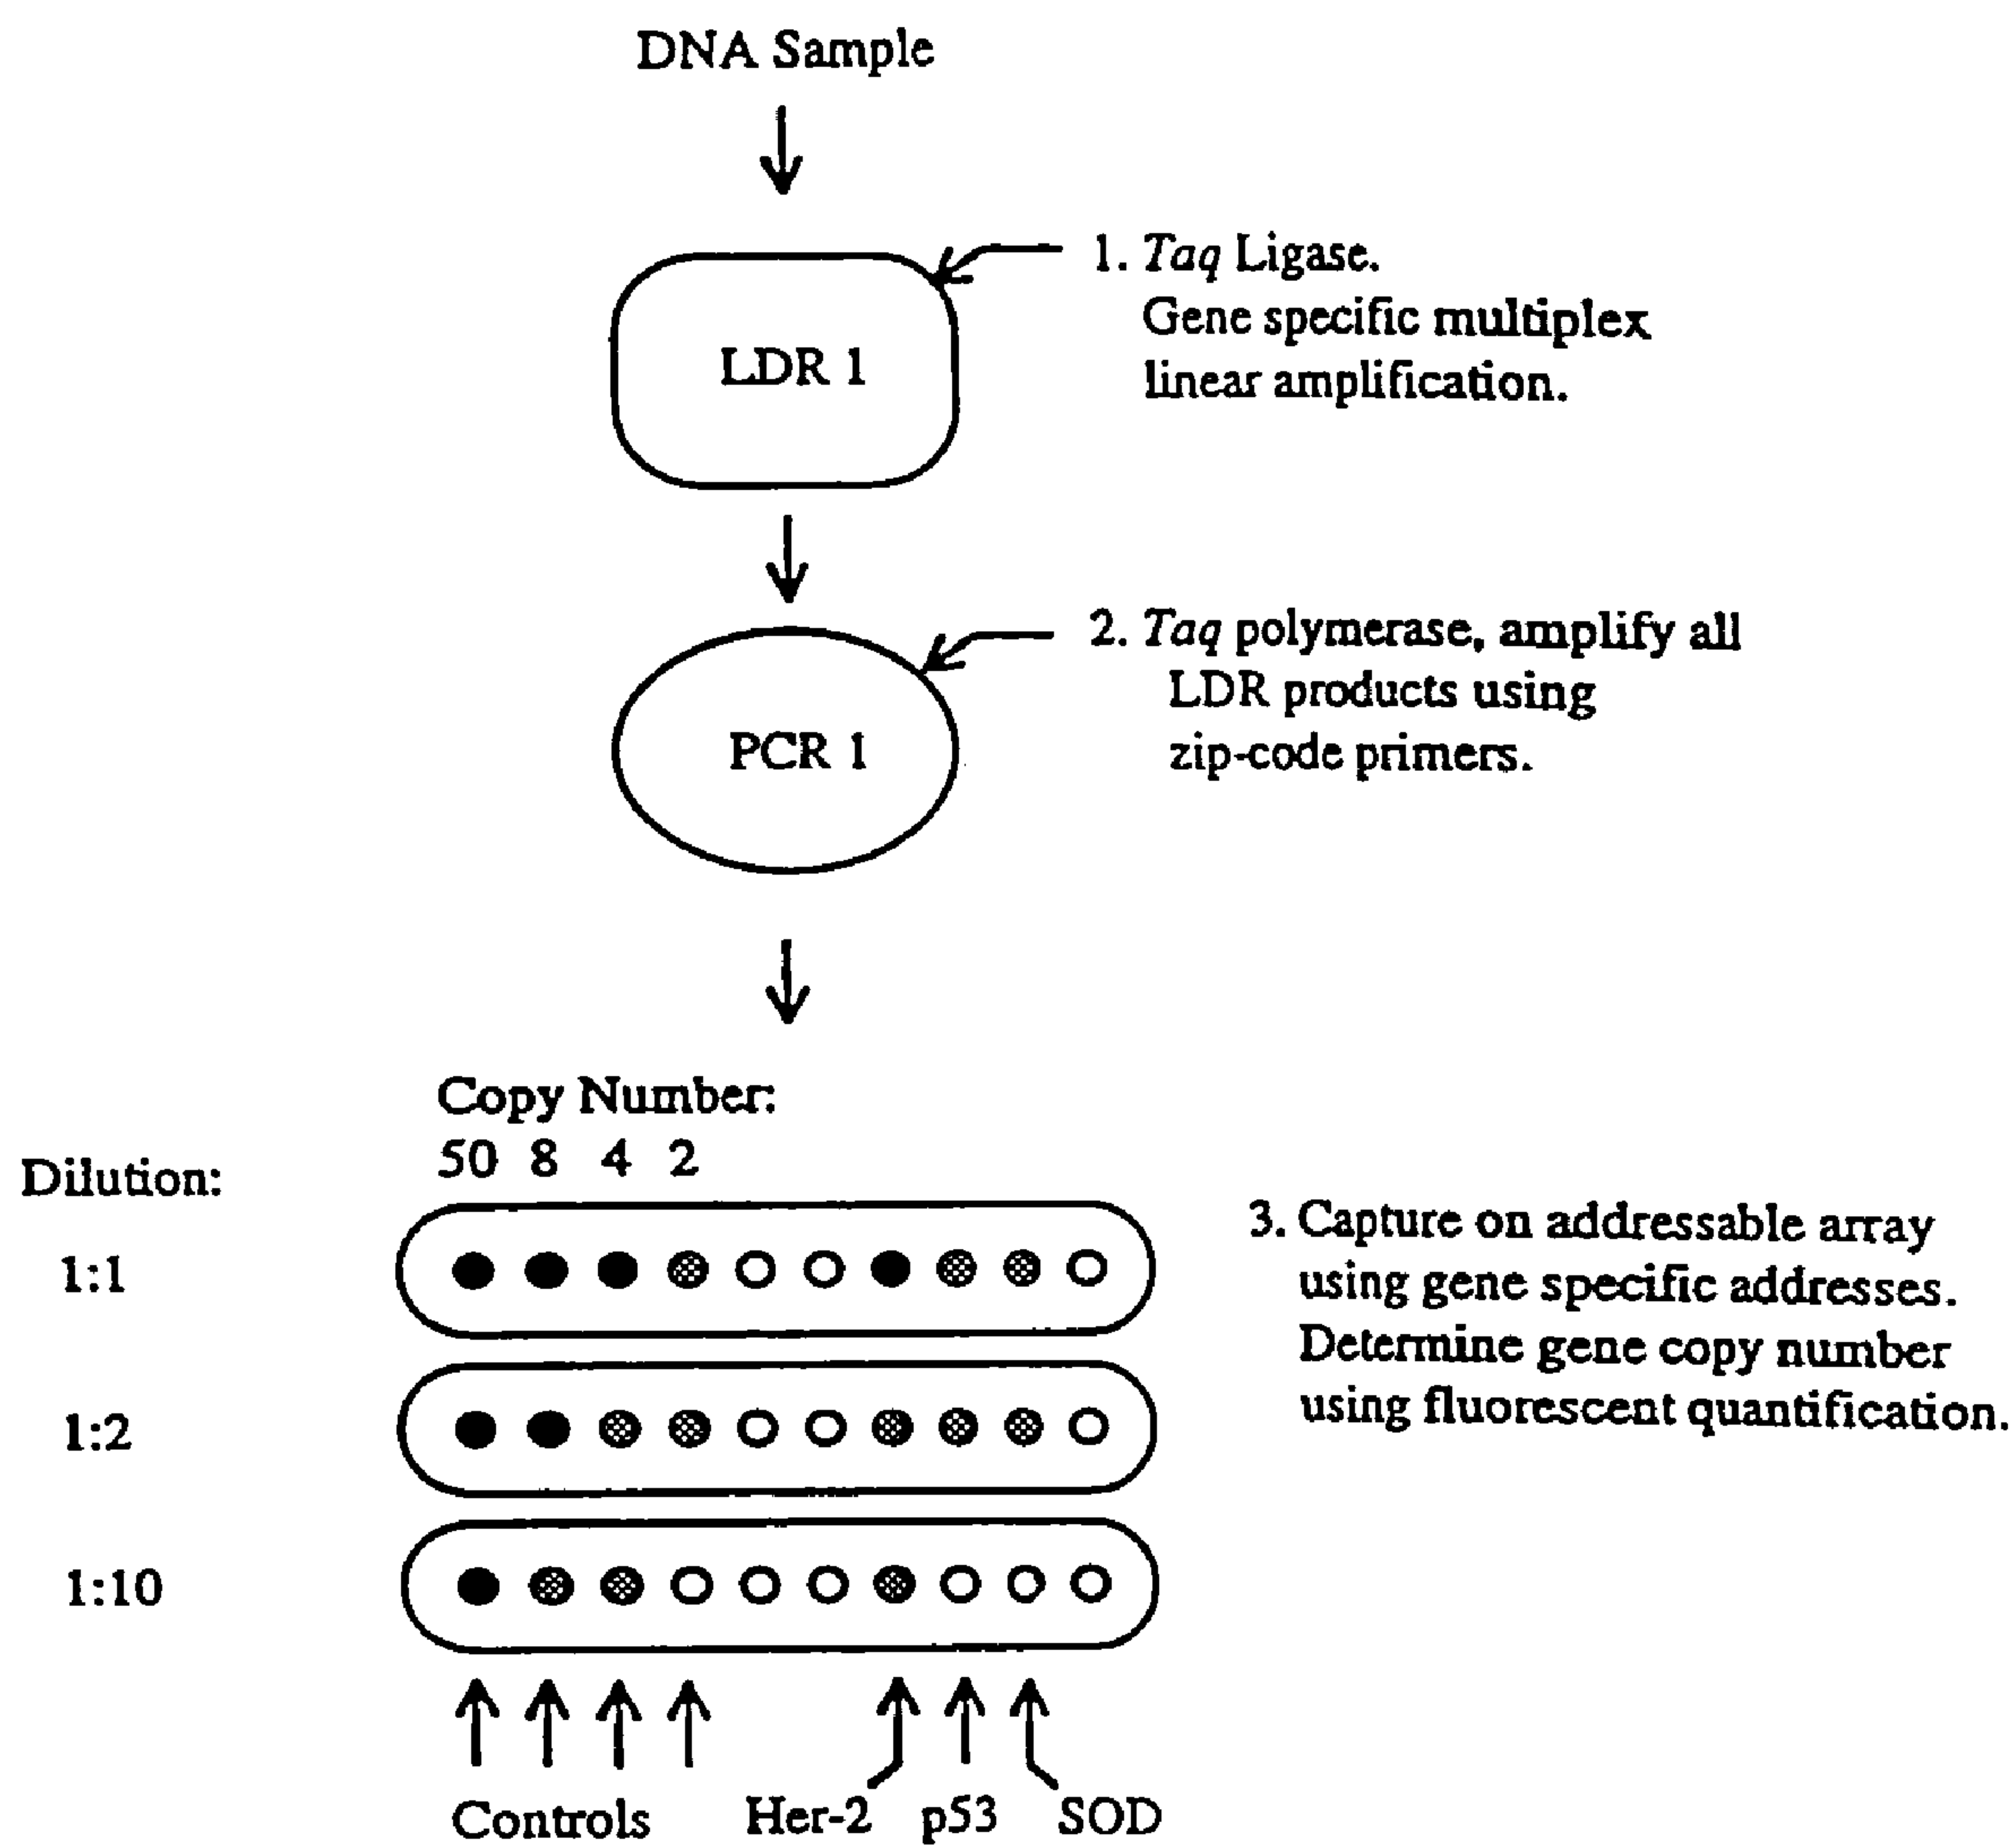 DNA Sample
LDR 1
1. Taq Ligase.
Gene specific multiplex
linear amplification.
PCR 1
2. Taq polymerase, amplify all
LDR products using
zip-code primers.
Copy Number:
50 8 4 2
Dilution:
1:1
1:2
1:10
3. Capture on addressable array
using gene specific addresses.
Determine gene copy number
using fluorescent quantification.
Controls
Her-2 p53 SOD